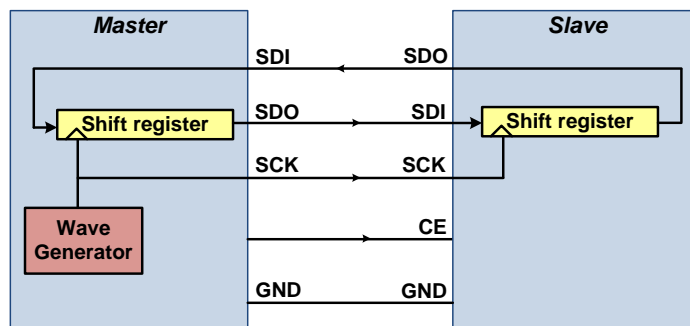 Master
Slave
SDI
SDO
Shift register
SDO
SDI
Shift register
SCK
SCK
Wave
Generator
CE
GND
GND